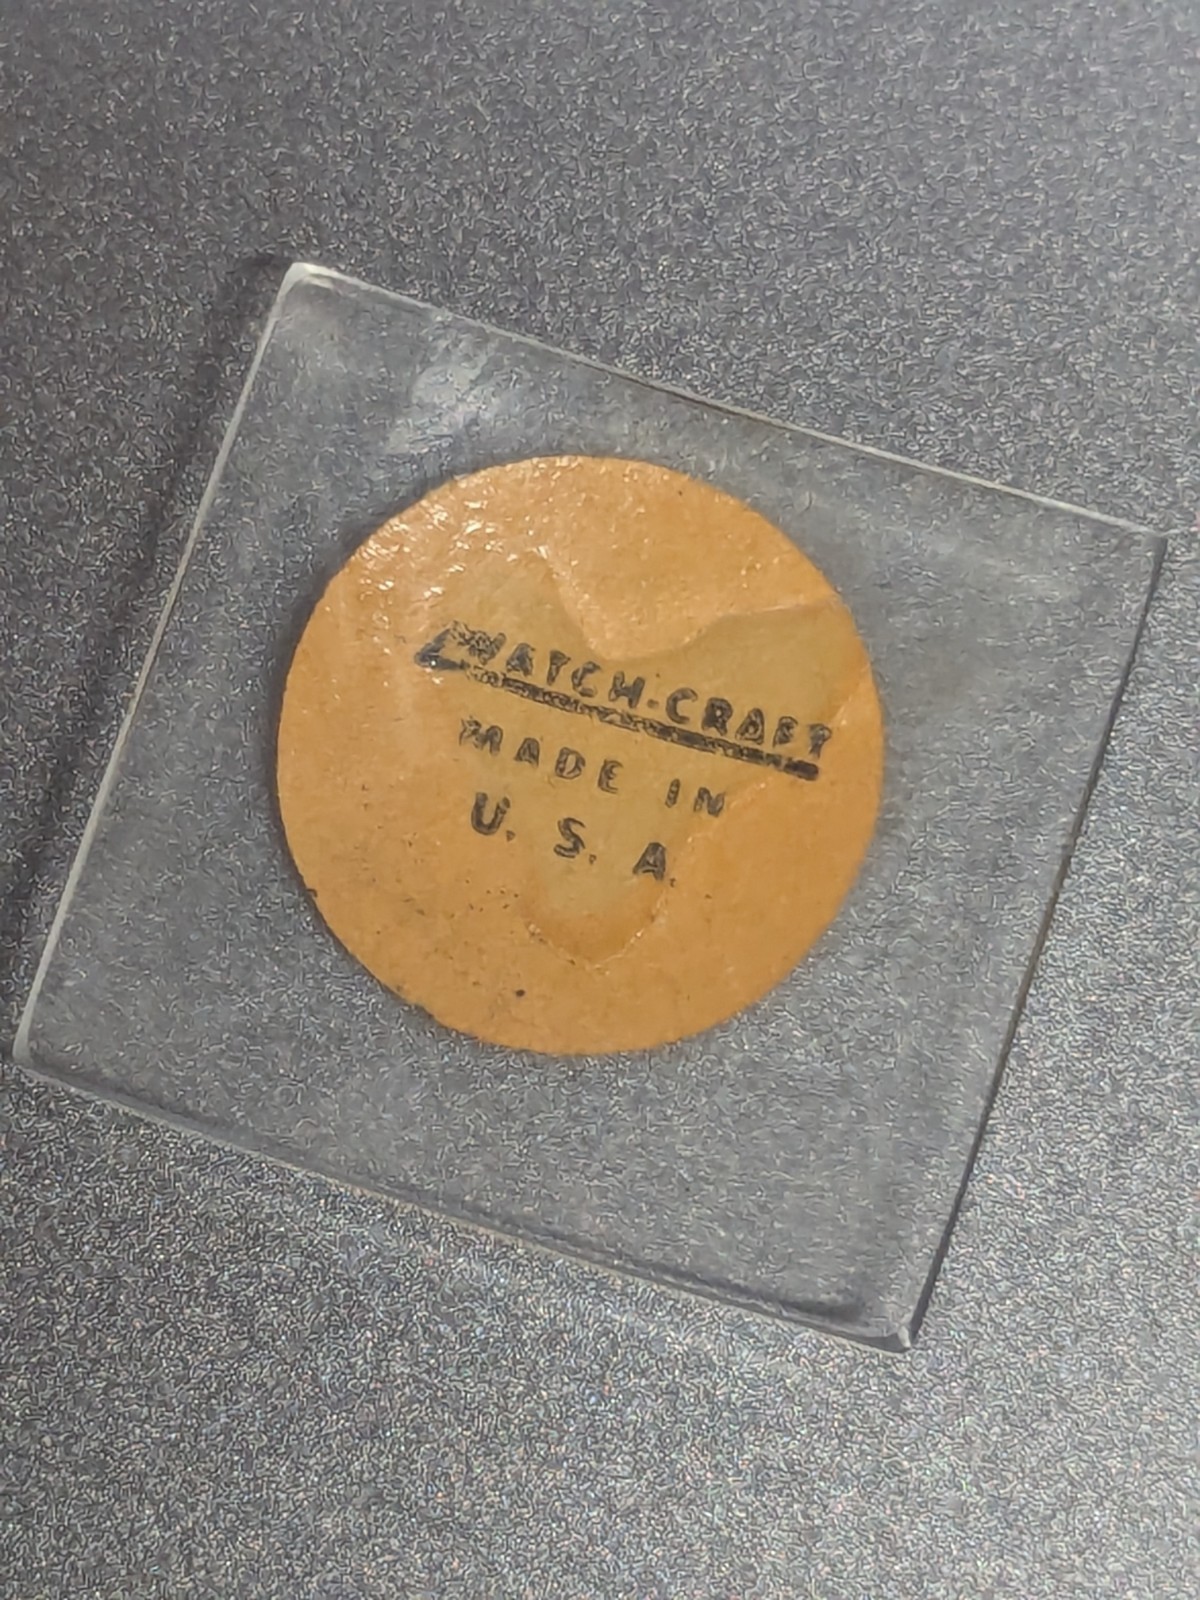 WATCH-CRAFT
MADE IN
U. S. A.